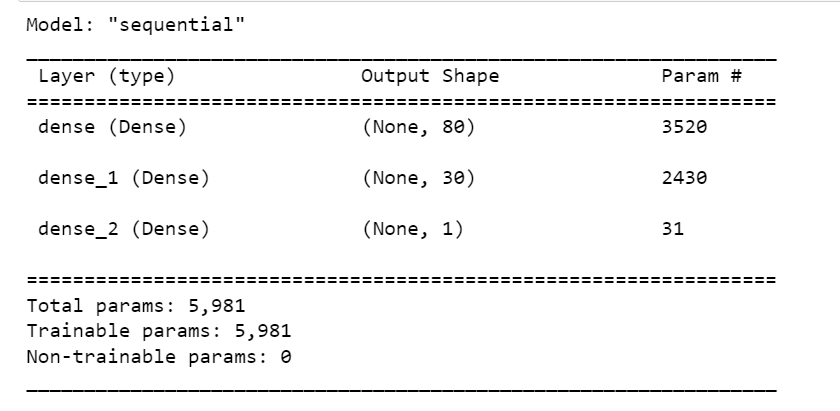 Model: "sequential"
Layer (type) Output Shape Param #
=================================================================
dense (Dense) (None, 80) 3520
dense_1 (Dense) (None, 30) 2430
dense_2 (Dense) (None, 1) 31
=================================================================
Total params: 5,981
Trainable params: 5,981
Non-trainable params: 0